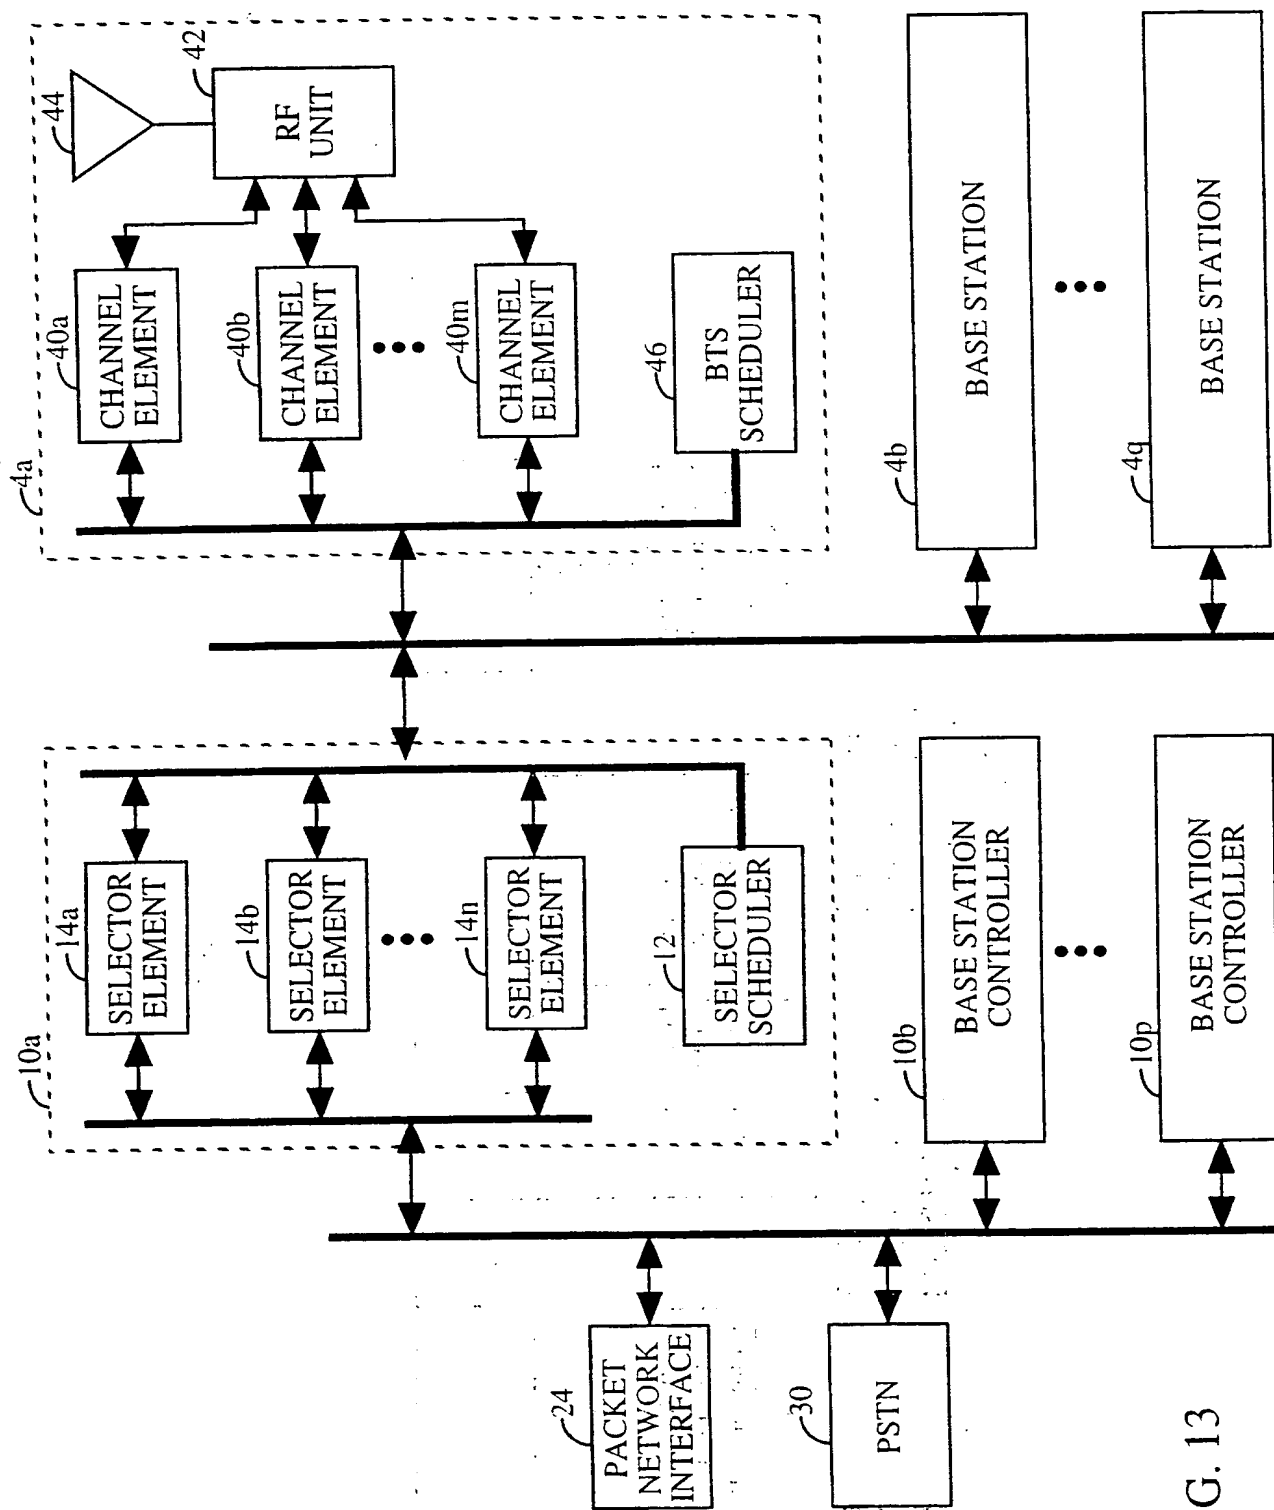 4a
40a
CHANNEL
ELEMENT
40b
CHANNEL
ELEMENT
40m
CHANNEL
ELEMENT
44
42
RF
UNIT
46
BTS
SCHEDULER
4b
BASE STATION
4q
BASE STATION
10a
14a
SELECTOR
ELEMENT
14b
SELECTOR
ELEMENT
14n
SELECTOR
ELEMENT
12
SELECTOR
SCHEDULER
10b
BASE STATION
CONTROLLER
10p
BASE STATION
CONTROLLER
24
PACKET
NETWORK
INTERFACE
30
PSTN
G. 13